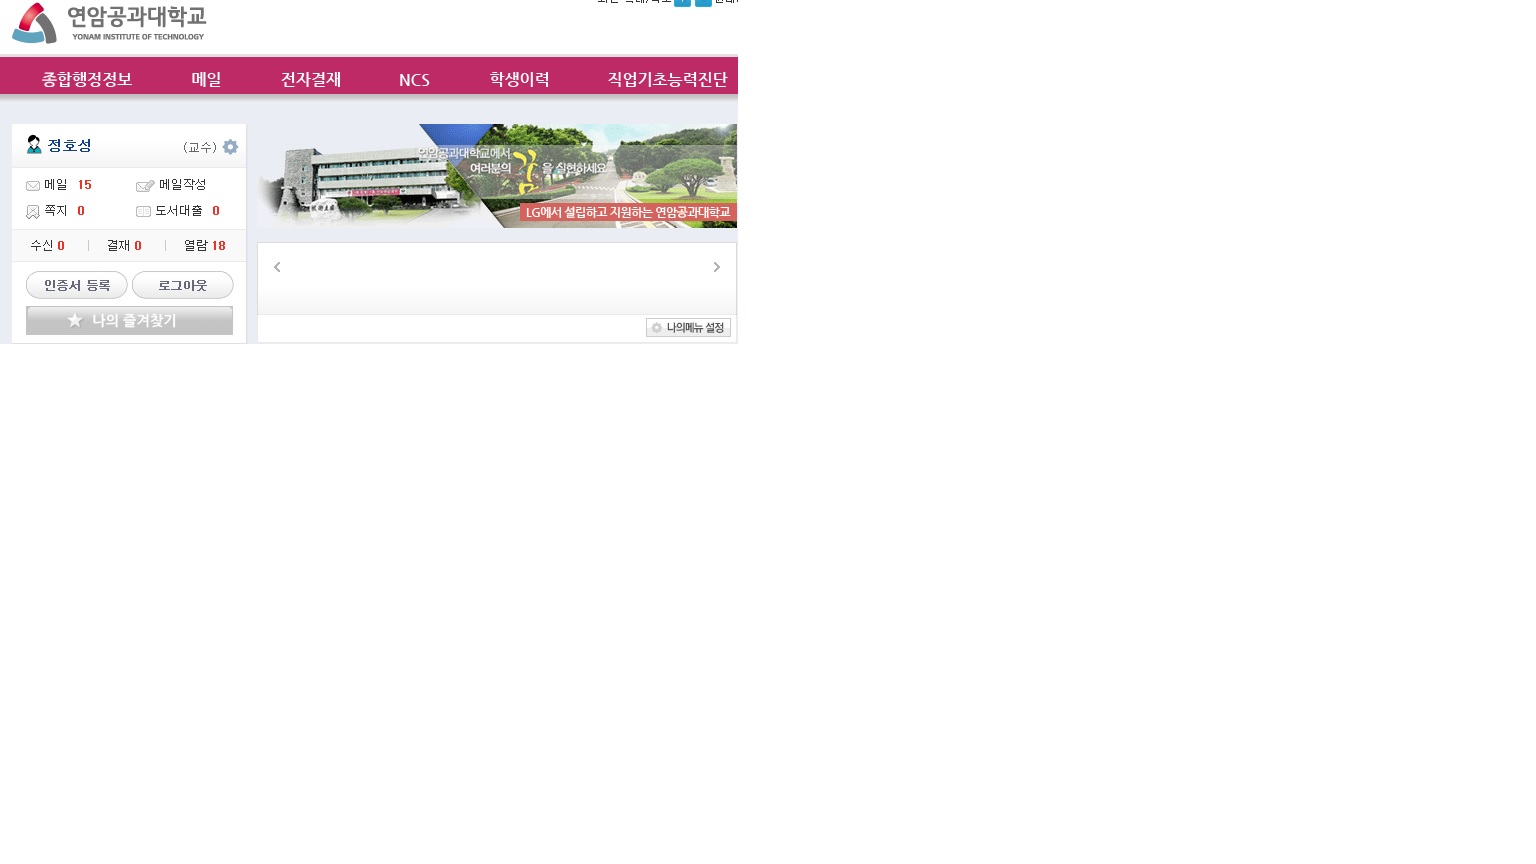 연암공과대학교
YONAM INSTITUTE OF TECHNOLOGY
종합행정정보 메일 전자결재 NCS 학생이력 직업기초능력진단
정호성 (교수)
메일 15 메일작성
쪽지 0 도서대출 0
수신 0 결재 0 열람 18
인증서 등록 로그아웃
나의 즐겨찾기
연암공과대학교에서
여러분의 꿈을 실현하세요
LG에서 설립하고 지원하는 연암공과대학교
나의메뉴 설정